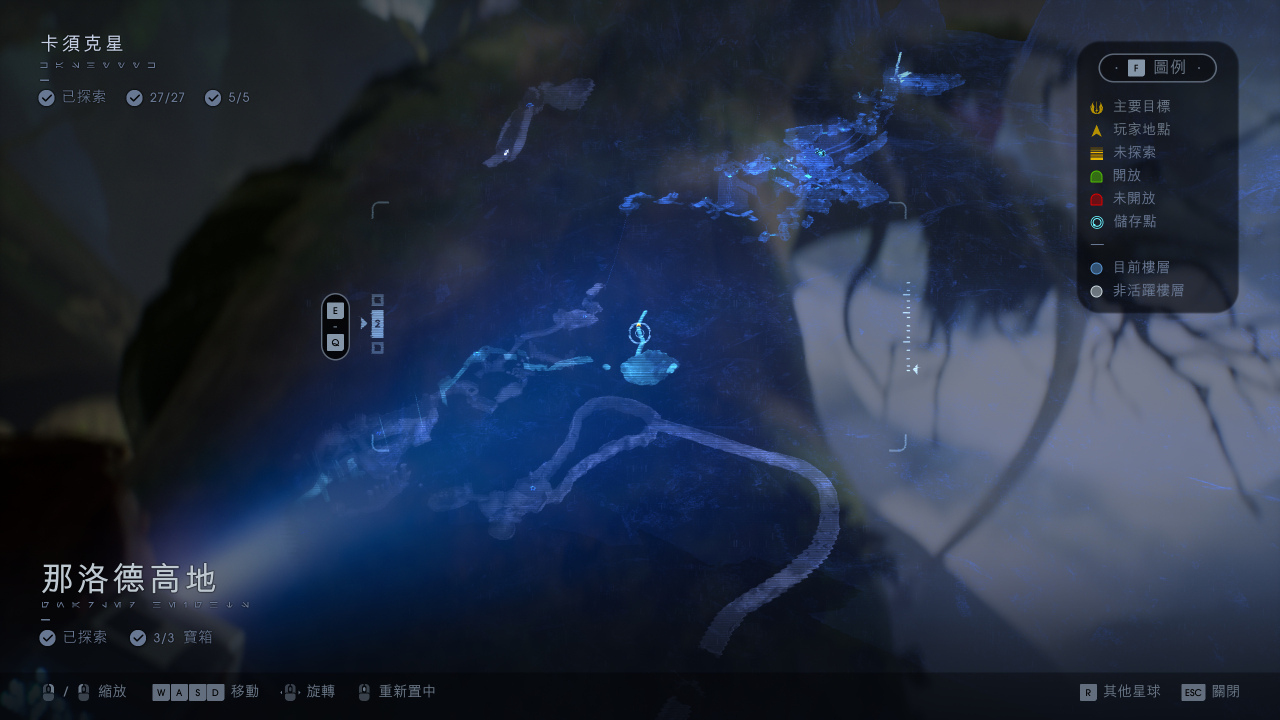 卡須克星
已探索 27/27 5/5
F 圖例
主要目標
玩家地點
未探索
開放
未開放
儲存點
目前樓層
非活躍樓層
E
2
Q
那洛德高地
已探索 3/3 寶箱
/ 縮放 W A S D 移動 旋轉 重新置中 R 其他星球 ESC 關閉